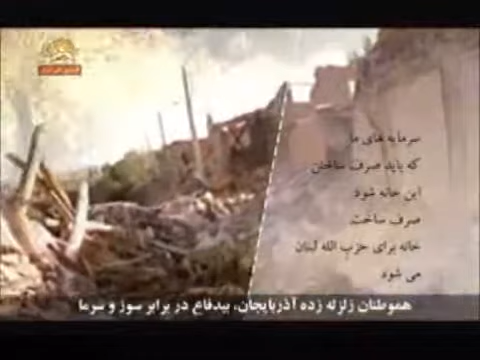 سرمایه های ما
که باید صرف ساختن
این خانه شود
صرف ساخت
خانه برای حزب الله لبنان
می شود
هموطنان زلزله زده آذربایجان، بیدفاع در برابر سوز و سرما